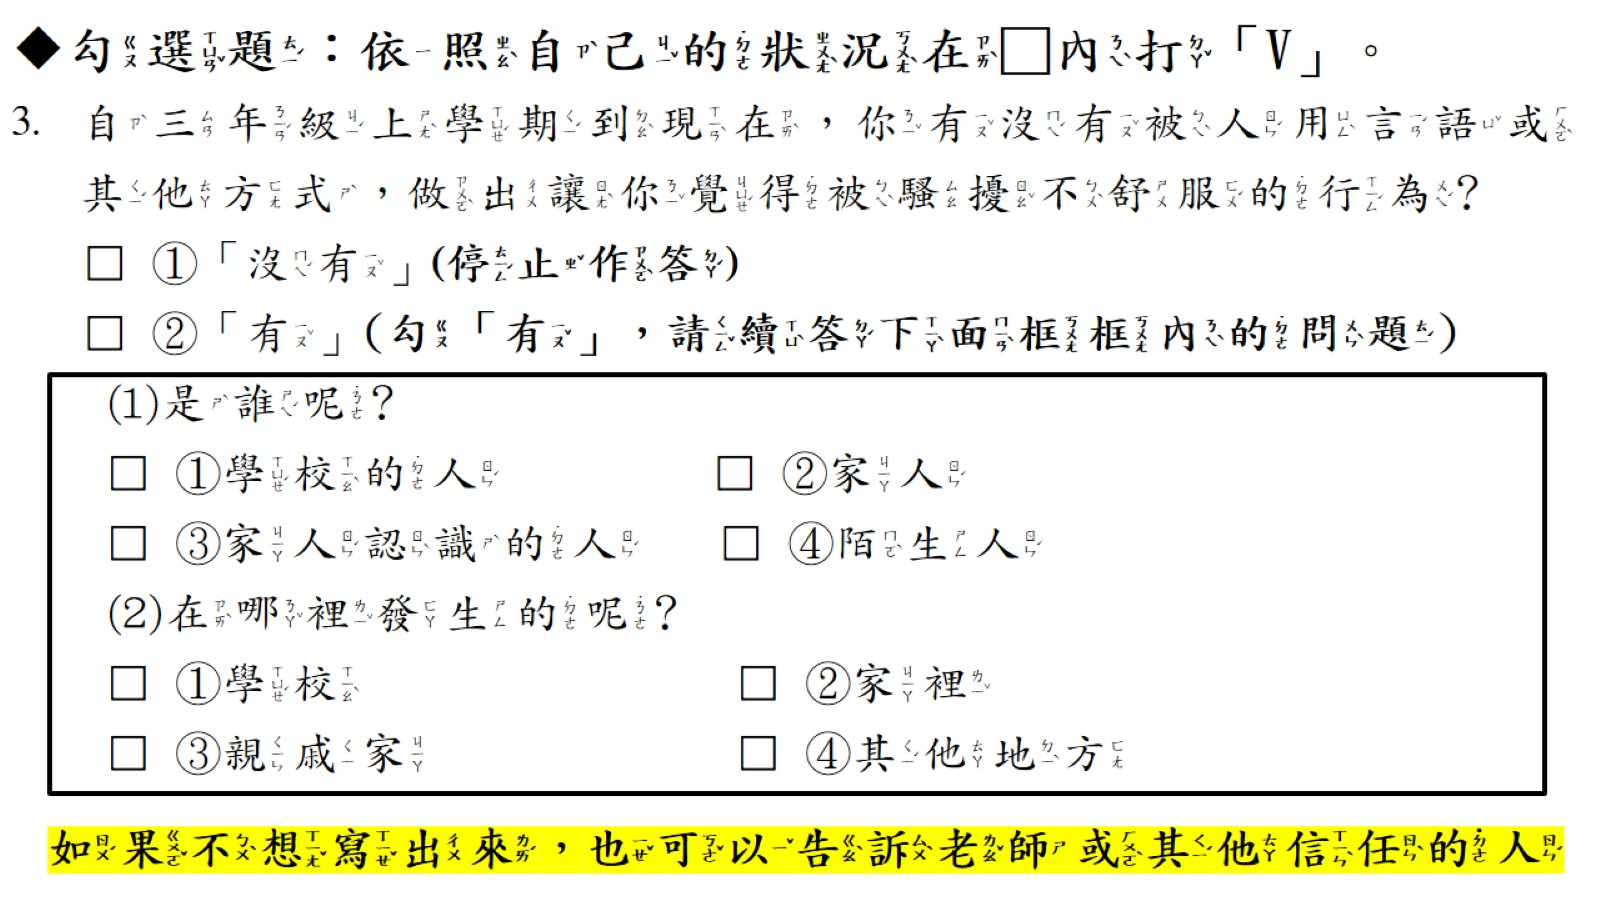 ◆勾選題：依照自己的狀況在□內打「V」。
3. 自三年級上學期到現在，你有沒有被人用言語或
其他方式，做出讓你覺得被騷擾不舒服的行為?
□ ①「沒有」(停止作答)
□ ②「有」(勾「有」，請續答下面框框內的問題)
(1)是誰呢?
□ ①學校的人 □ ②家人
□ ③家人認識的人 □ ④陌生人
(2)在哪裡發生的呢?
□ ①學校 □ ②家裡
□ ③親戚家 □ ④其他地方
如果不想寫出來，也可以告訴老師或其他信任的人